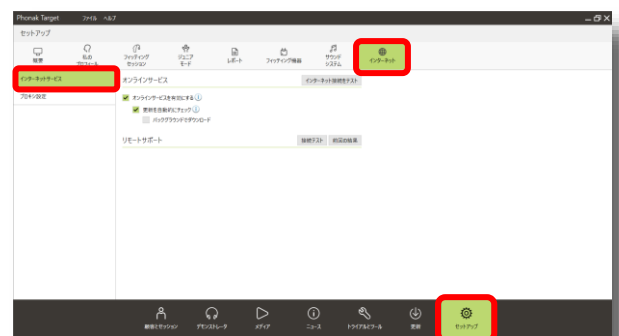 Phonak Target ファイル ヘルプ
セットアップ
概要
私の
プロフィール
フィッティング
セッション
ジュニア
モード
レポート
フィッティング機器
サウンド
システム
インターネット
インターネットサービス
プロキシ設定
オンラインサービス
インターネット接続をテスト
オンラインサービスを有効にする
更新を自動的にチェック
バックグラウンドでダウンロード
リモートサポート
接続テスト 前回の結果
顧客とセッション デモンストレータ メディア ニュース トライアルとツール 更新 セットアップ